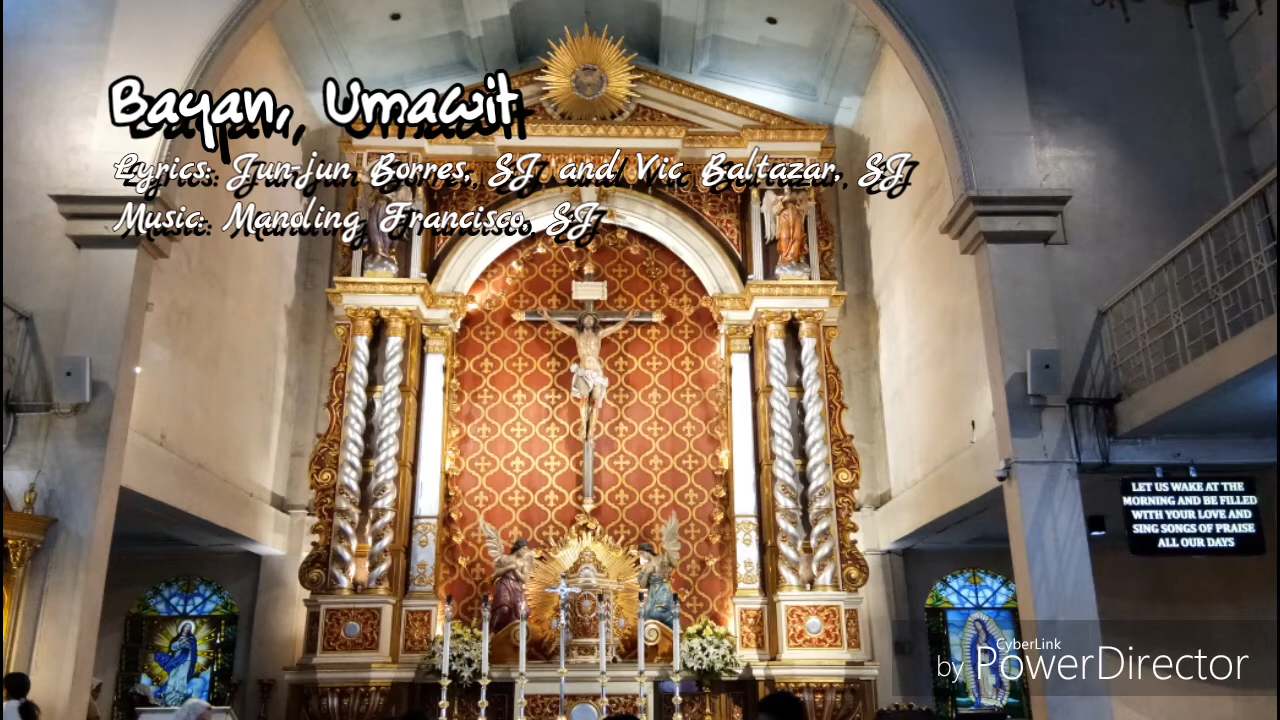 Bayan, Umawit
Lyrics: Jun-jun Borres, SJ and Vic Baltazar, SJ
Music: Manoling Francisco, SJ
LET US WAKE AT THE
MORNING AND BE FILLED
WITH YOUR LOVE AND
SING SONGS OF PRAISE
ALL OUR DAYS
CyberLink
by PowerDirector